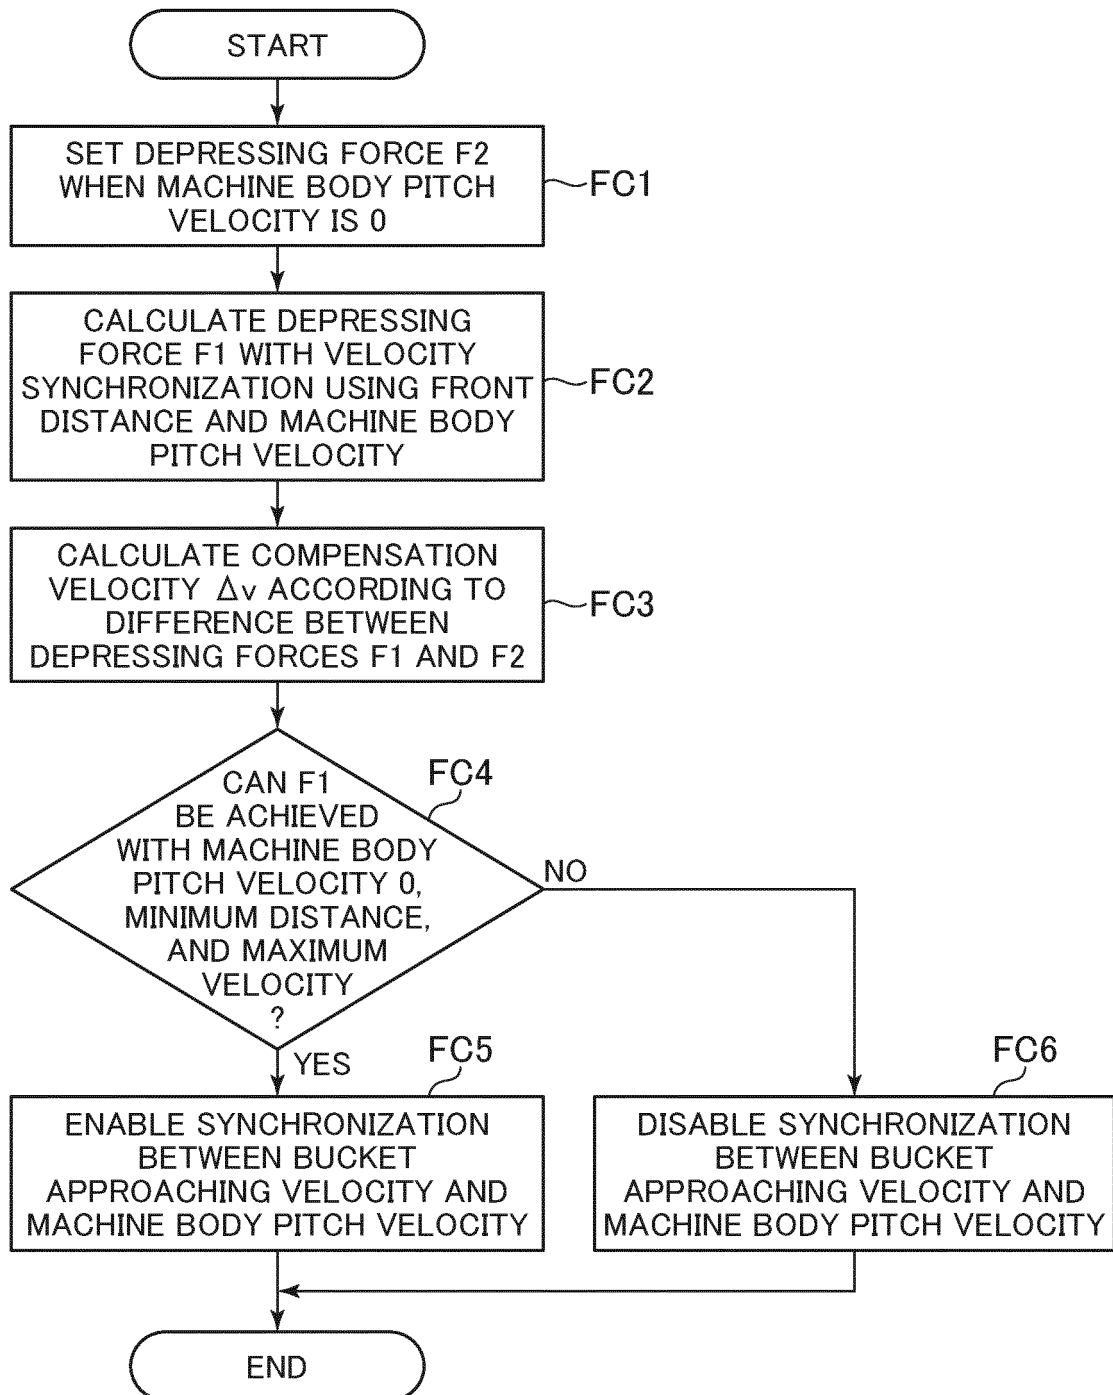 START
SET DEPRESSING FORCE F2
WHEN MACHINE BODY PITCH
VELOCITY IS 0
FC1
CALCULATE DEPRESSING
FORCE F1 WITH VELOCITY
SYNCHRONIZATION USING FRONT
DISTANCE AND MACHINE BODY
PITCH VELOCITY
FC2
CALCULATE COMPENSATION
VELOCITY Δv ACCORDING TO
DIFFERENCE BETWEEN
DEPRESSING FORCES F1 AND F2
FC3
CAN F1
BE ACHIEVED
WITH MACHINE BODY
PITCH VELOCITY 0,
MINIMUM DISTANCE,
AND MAXIMUM
VELOCITY
?
FC4
NO
YES
FC5
ENABLE SYNCHRONIZATION
BETWEEN BUCKET
APPROACHING VELOCITY AND
MACHINE BODY PITCH VELOCITY
FC6
DISABLE SYNCHRONIZATION
BETWEEN BUCKET
APPROACHING VELOCITY AND
MACHINE BODY PITCH VELOCITY
END